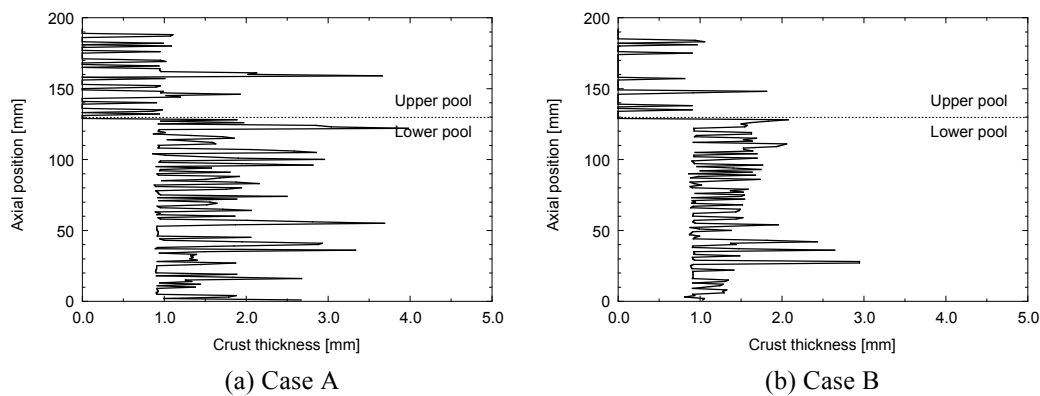 200
150
100
50
0
Axial position [mm]
Upper pool
Lower pool
0.0 1.0 2.0 3.0 4.0 5.0
Crust thickness [mm]
(a) Case A
200
150
100
50
0
Axial position [mm]
Upper pool
Lower pool
0.0 1.0 2.0 3.0 4.0 5.0
Crust thickness [mm]
(b) Case B